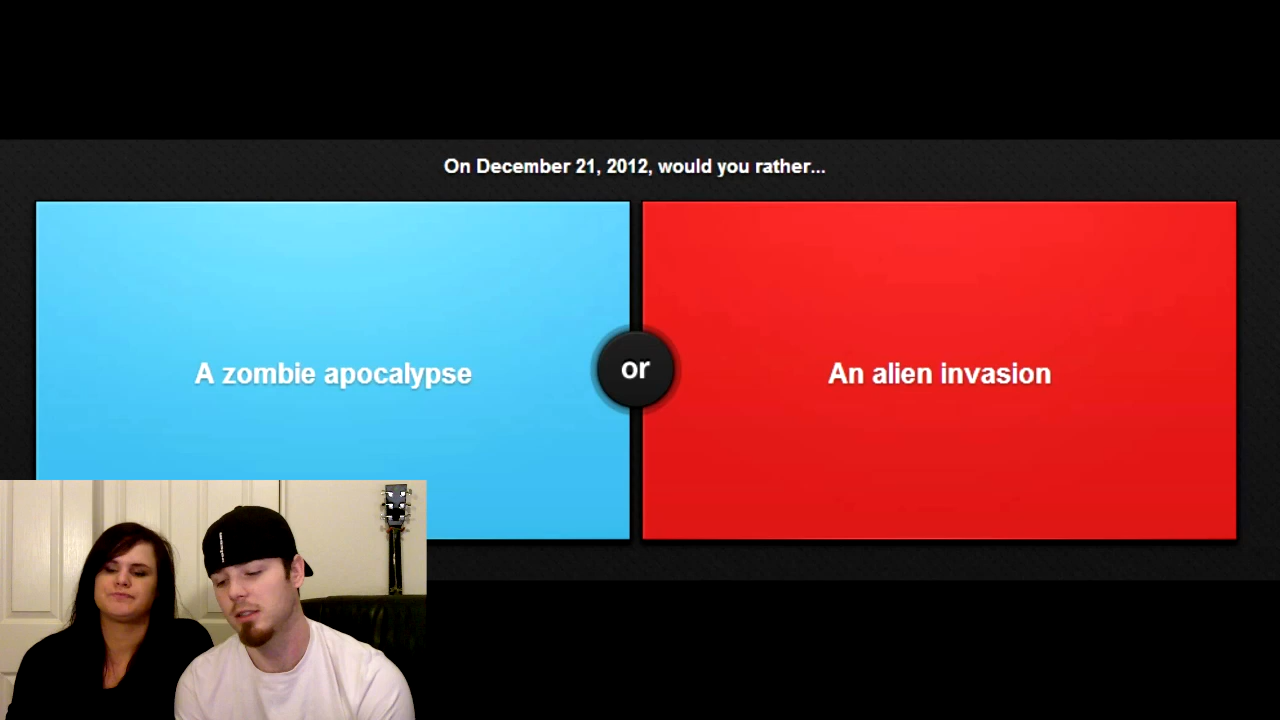 On December 21, 2012, would you rather...
A zombie apocalypse
or
An alien invasion